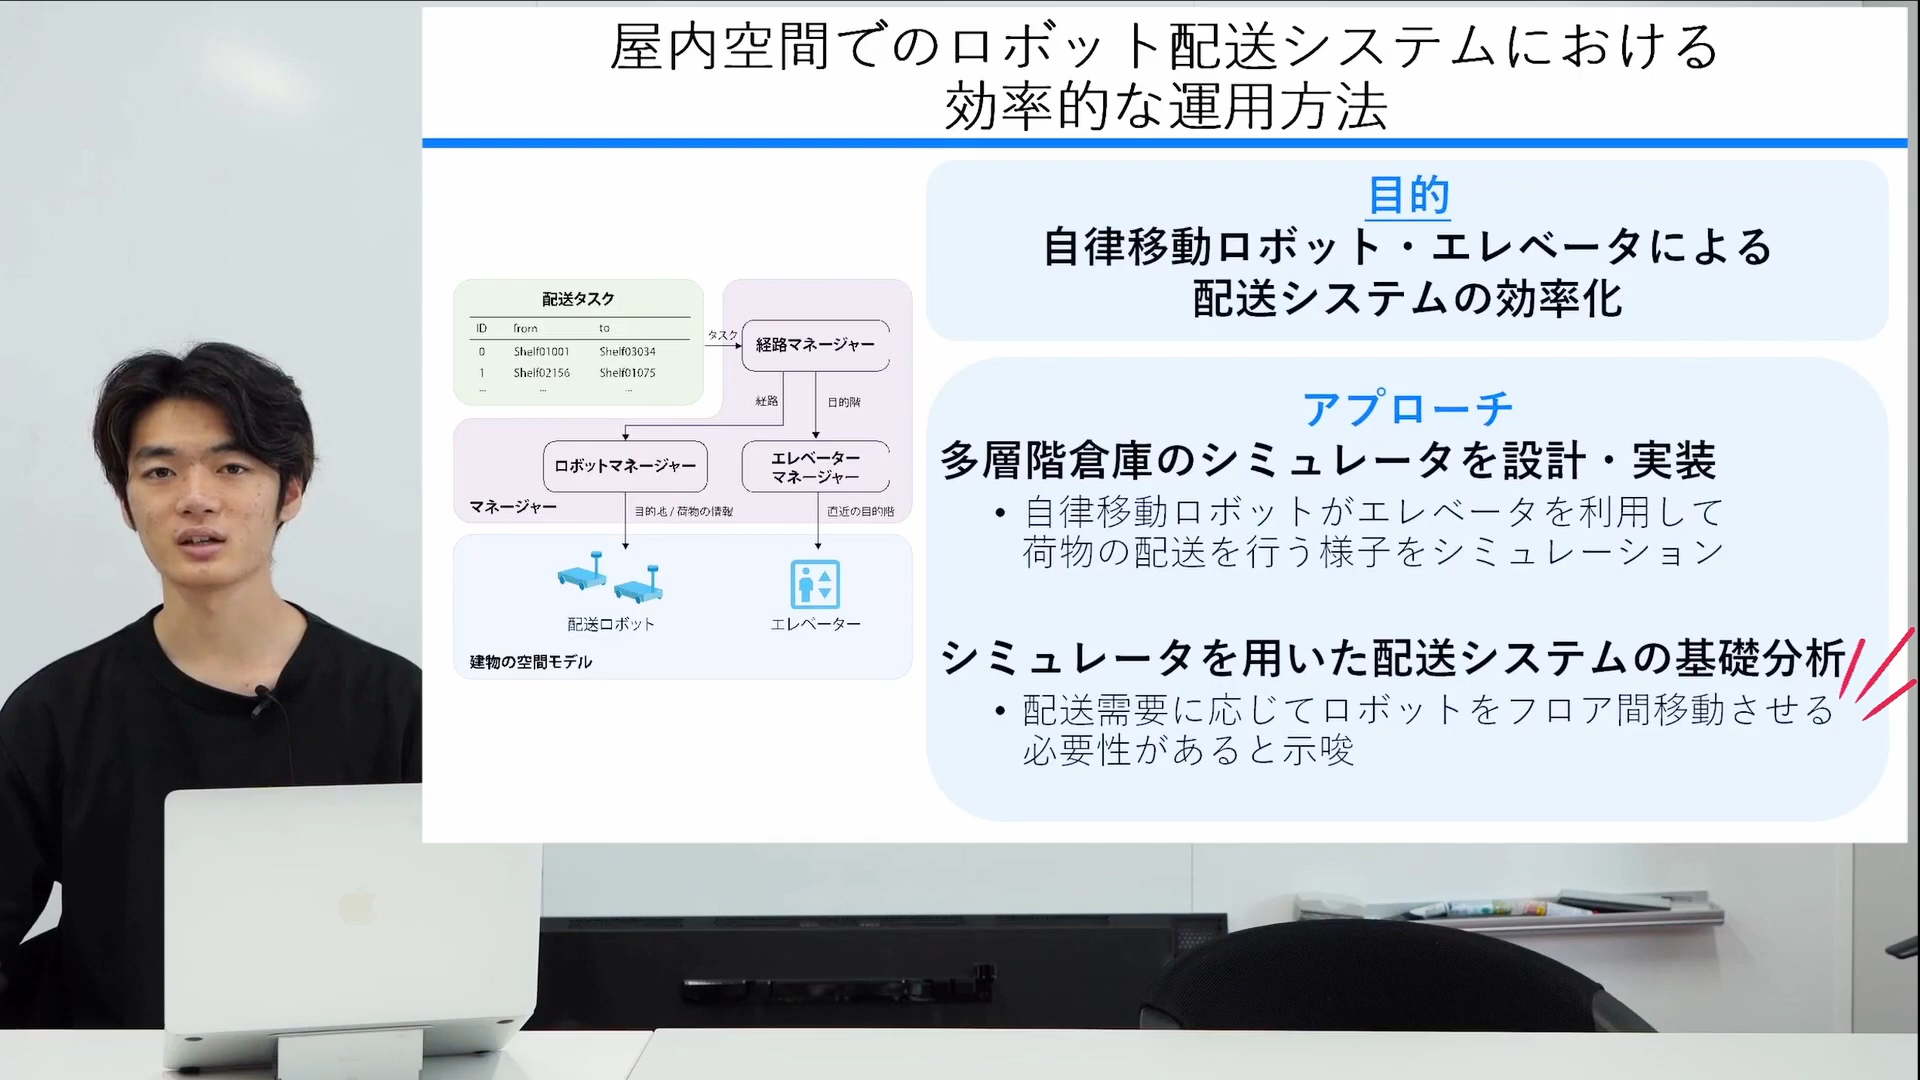 屋内空間でのロボット配送システムにおける
効率的な運用方法
配送タスク
ID from to
0 Shelf01001 Shelf03034
1 Shelf02156 Shelf01075
... ... ...
タスク
経路マネージャー
経路
目的階
ロボットマネージャー
エレベーター
マネージャー
マネージャー
目的地 / 荷物の情報
直近の目的階
配送ロボット
エレベーター
建物の空間モデル
目的
自律移動ロボット・エレベータによる
配送システムの効率化
アプローチ
多層階倉庫のシミュレータを設計・実装
• 自律移動ロボットがエレベータを利用して
荷物の配送を行う様子をシミュレーション
シミュレータを用いた配送システムの基礎分析
• 配送需要に応じてロボットをフロア間移動させる
必要性があると示唆